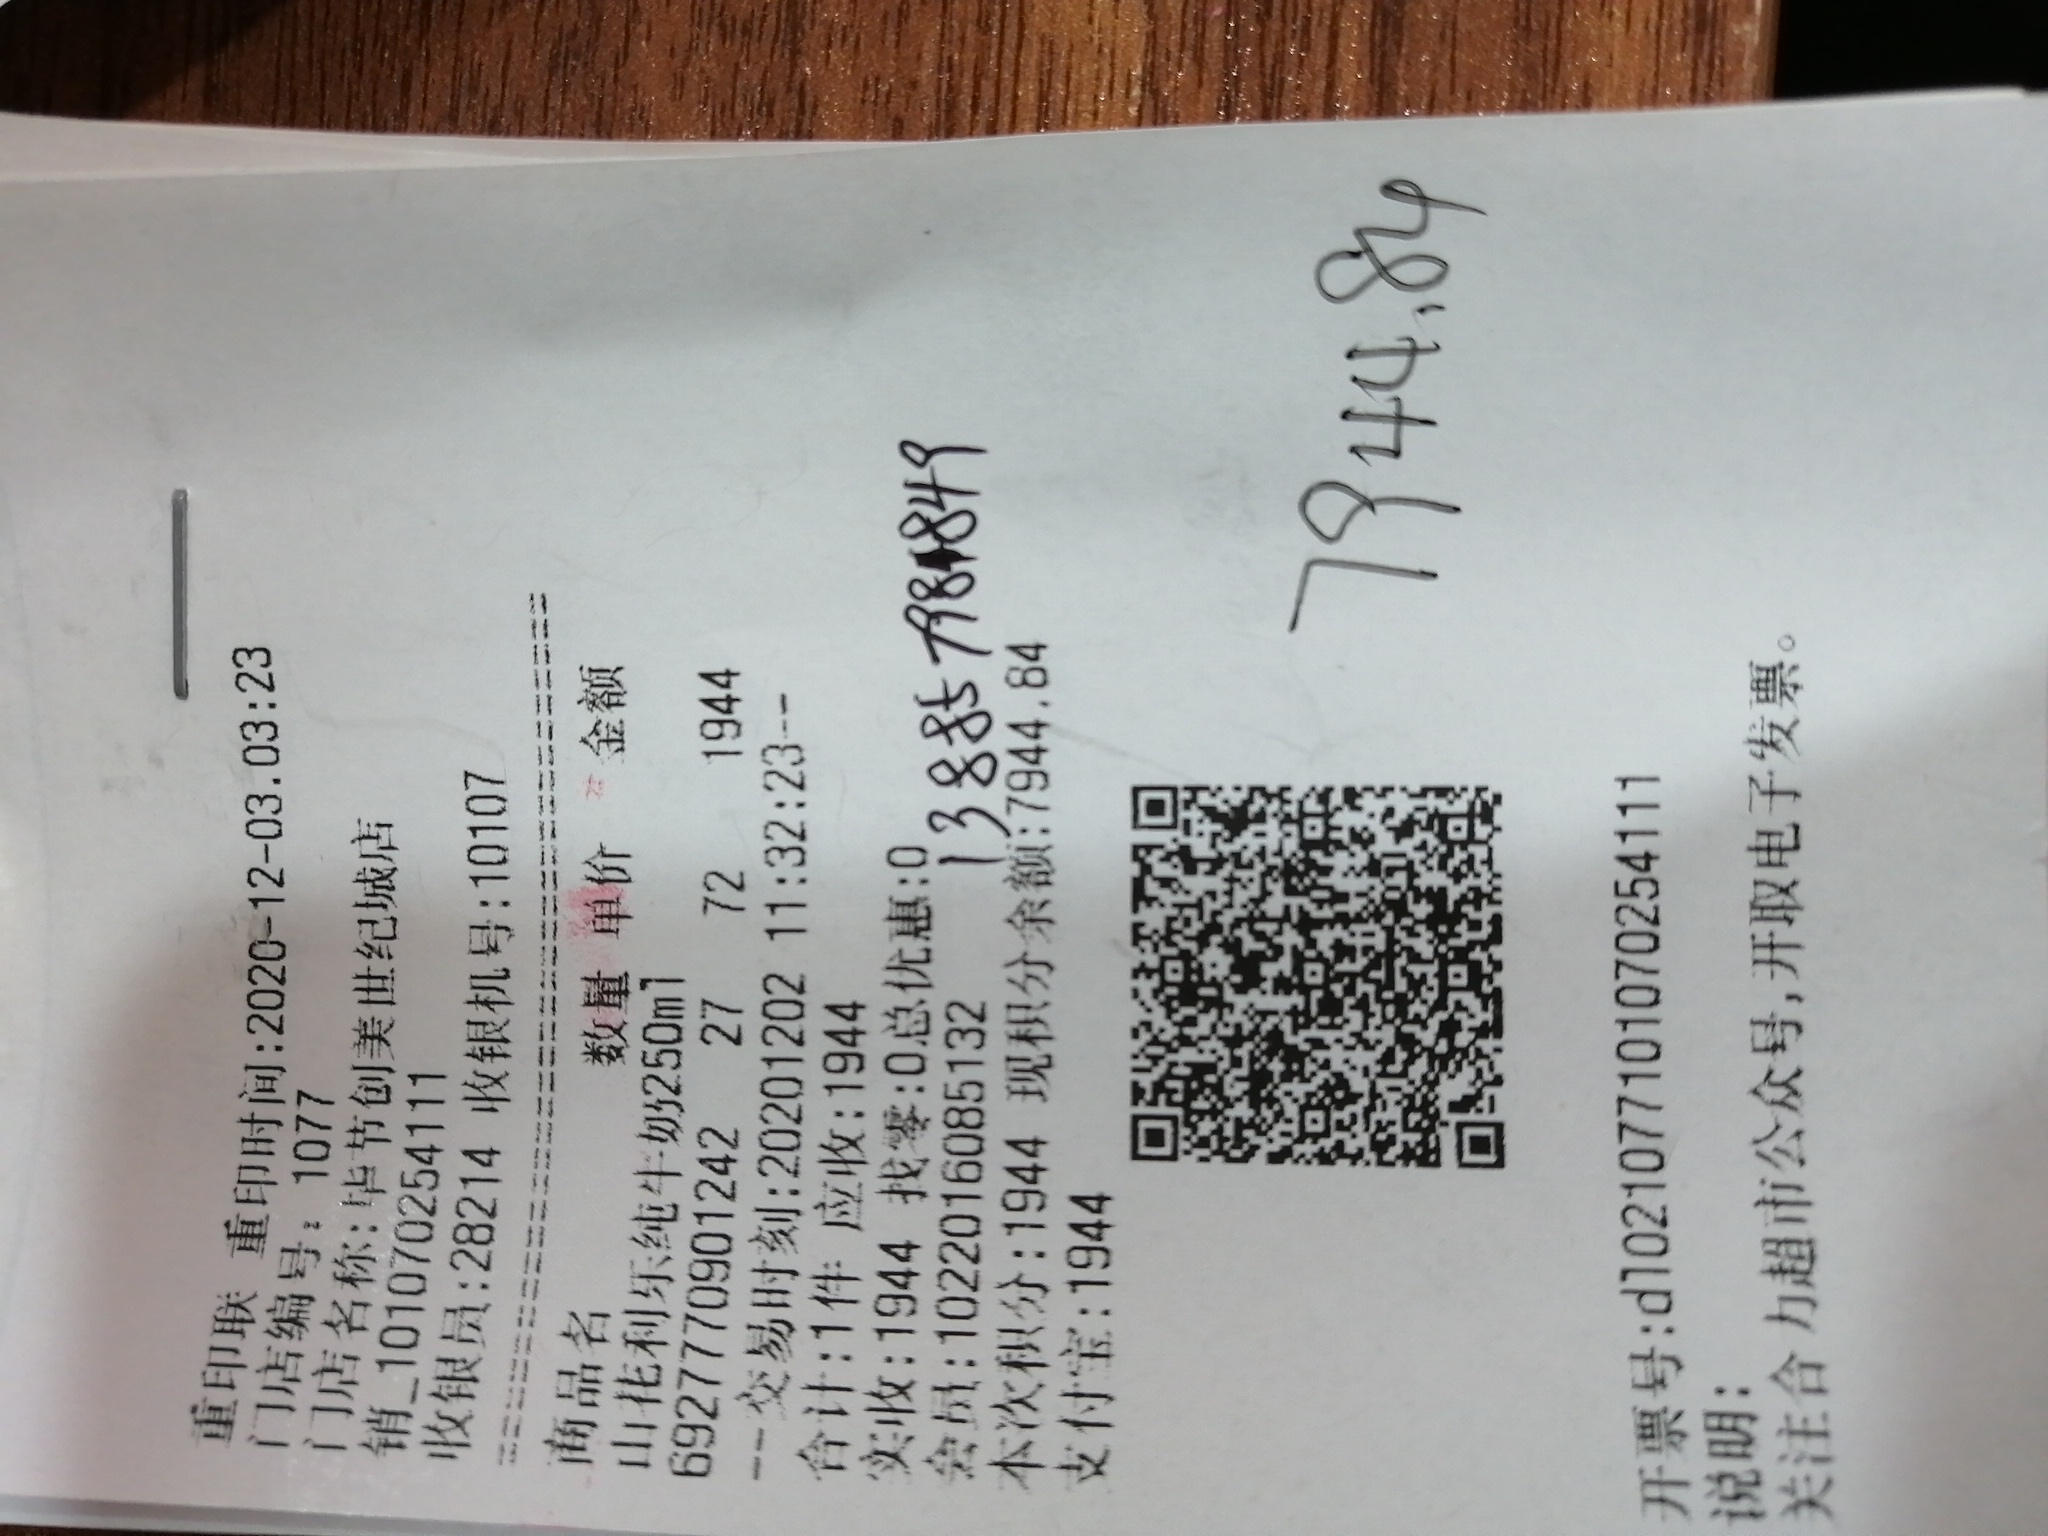 重印联 重印时间:2020-12-03.03:23
门店编号: 1077
门店名称:毕节创美世纪城店
销_101070254111
收银员:28214 收银机号:10107
商品名 数量 单价 金额
山花利乐纯牛奶250ml
6927770901242 27 72 1944
---交易时刻:20201202 11:32:23---
合计:1件 应收:1944
实收:1944 找零:0总优惠:0
会员:1022016085132
本次积分:1944 现积分余额:7944.84
支付宝:1944
7944.84
开票号:d1021077101070254111
说明:
关注合力超市公众号,开取电子发票。